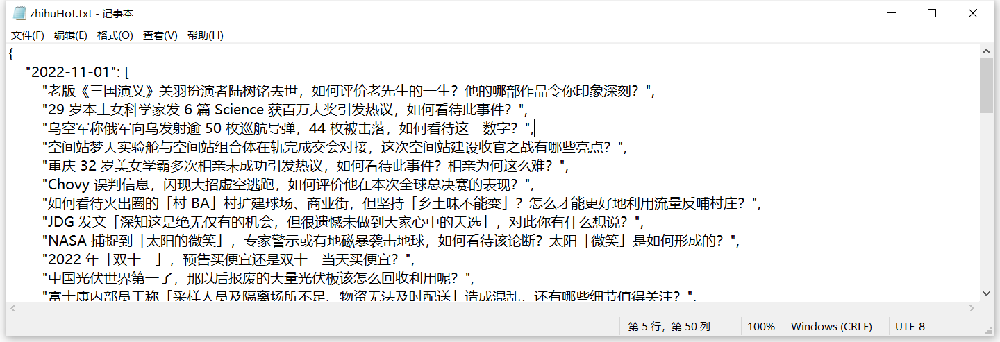 zhihuHot.txt - 记事本
文件(F) 编辑(E) 格式(O) 查看(V) 帮助(H)
{
"2022-11-01": [
"老版《三国演义》关羽扮演者陆树铭去世，如何评价老先生的一生？他的哪部作品令你印象深刻？",
"29 岁本土女科学家发 6 篇 Science 获百万大奖引发热议，如何看待此事件？",
"乌空军称俄军向乌发射逾 50 枚巡航导弹，44 枚被击落，如何看待这一数字？",
"空间站梦天实验舱与空间站组合体在轨完成交会对接，这次空间站建设收官之战有哪些亮点？",
"重庆 32 岁美女学霸多次相亲未成功引发热议，如何看待此事件？相亲为何这么难？",
"Chovy 误判信息，闪现大招虚空逃跑，如何评价他在本次全球总决赛的表现？",
"如何看待火出圈的「村 BA」村扩建球场、商业街，但坚持「乡土味不能变」？怎么才能更好地利用流量反哺村庄？",
"JDG 发文「深知这是绝无仅有的机会，但很遗憾未做到大家心中的天选」，对此你有什么想说？",
"NASA 捕捉到「太阳的微笑」，专家警示或有地磁暴袭击地球，如何看待该论断？太阳「微笑」是如何形成的？",
"2022 年「双十一」，预售买便宜还是双十一当天买便宜？",
"中国光伏世界第一了，那以后报废的大量光伏板该怎么回收利用呢？",
"富士康内部员工称「采样人员及隔离场所不足，物资无法及时配送」造成混乱，还有哪些细节值得关注？",
第 5 行，第 50 列 100% Windows (CRLF) UTF-8